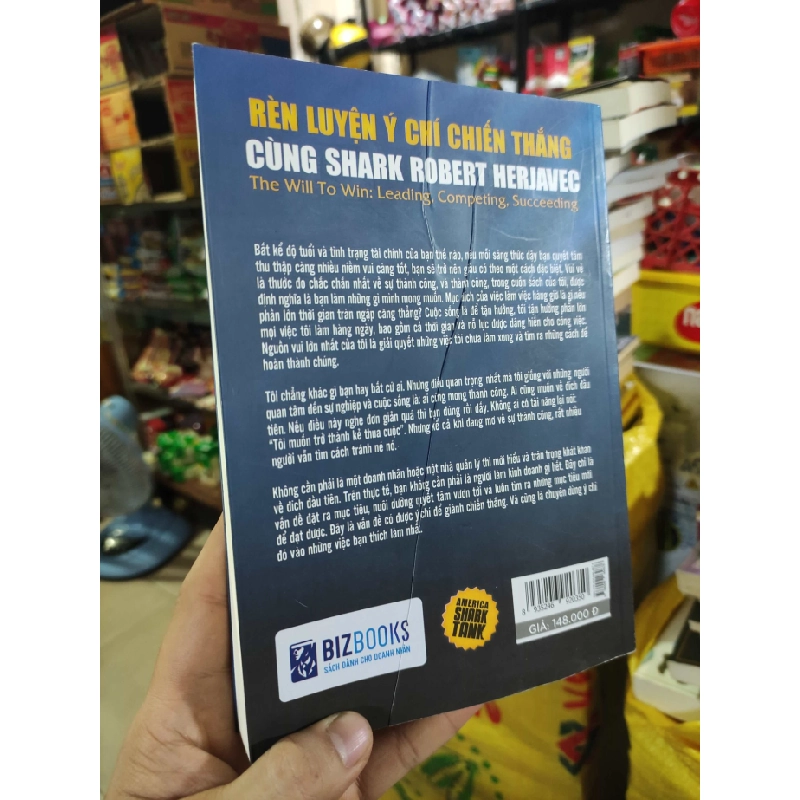 RÈN LUYỆN Ý CHÍ CHIẾN THẮNG
CÙNG SHARK ROBERT HERJAVEC
The Will To Win: Leading, Competing, Succeeding
Bất kể độ tuổi và tình trạng tài chính của bạn thế nào, nếu mỗi sáng thức dậy bạn quyết tâm
thu thập càng nhiều niềm vui càng tốt, bạn sẽ trở nên giàu có theo một cách đặc biệt. Vui vẻ
là thước đo chắc chắn nhất về sự thành công, và thành công, trong cuốn sách của tôi, được
định nghĩa là bạn làm những gì mình mong muốn. Mục đích của việc làm việc hàng giờ là gì nếu
phần lớn thời gian tràn ngập căng thẳng? Cuộc sống là để tận hưởng, tôi tận hưởng phần lớn
mọi việc tôi làm hàng ngày, bao gồm cả thời gian và nỗ lực được dâng hiến cho công việc.
Nguồn vui lớn nhất của tôi là giải quyết những việc tôi chưa làm xong và tìm ra những cách để
hoàn thành chúng.
Tôi chẳng khác gì bạn hay bất cứ ai. Nhưng điều quan trọng nhất mà tôi giống với những người
quan tâm đến sự nghiệp và cuộc sống là: ai cũng mong thành công. Ai cũng muốn về đích đầu
tiên. Nếu điều này nghe đơn giản quá thì bạn đúng rồi đấy. Không ai có tài năng lại nói:
"Tôi muốn trở thành kẻ thua cuộc". Nhưng kể cả khi đang mơ về sự thành công, rất nhiều
người vẫn tìm cách tránh né nó.
Không cần phải là một doanh nhân hoặc một nhà quản lý thì mới hiểu và trân trọng khát khao
về đích đầu tiên. Trên thực tế, bạn không cần phải là người làm kinh doanh gì hết. Đây chỉ là
vấn đề đặt ra mục tiêu, nuôi dưỡng quyết tâm vươn tới và luôn tìm ra những mục tiêu mới
để đạt được. Đây là vấn đề có được ý chí để giành chiến thắng. Và cũng là chuyện dùng ý chí
đó vào những việc bạn thích làm nhất.
BIZBOOKS
SÁCH DÀNH CHO DOANH NHÂN
AMERICA
SHARK
TANK
GIÁ: 148.000 Đ